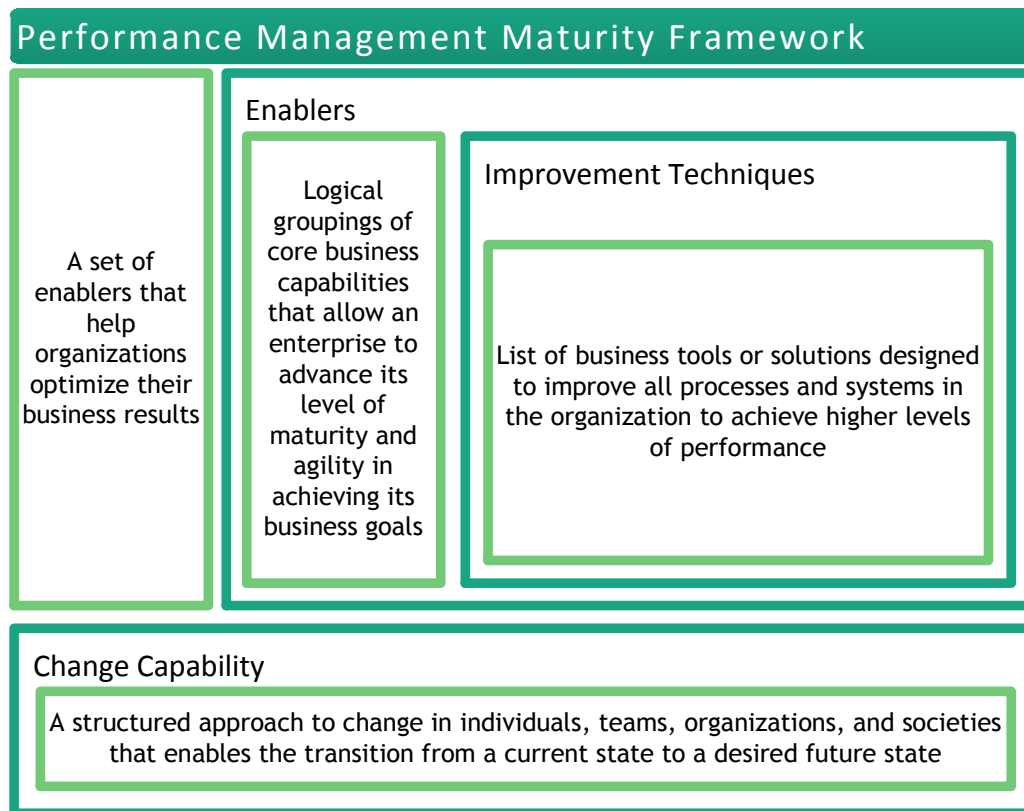 Performance Management Maturity Framework
A set of
enablers that
help
organizations
optimize their
business results
Enablers
Logical
groupings of
core business
capabilities
that allow an
enterprise to
advance its
level of
maturity and
agility in
achieving its
business goals
Improvement Techniques
List of business tools or solutions designed
to improve all processes and systems in
the organization to achieve higher levels
of performance
Change Capability
A structured approach to change in individuals, teams, organizations, and societies
that enables the transition from a current state to a desired future state